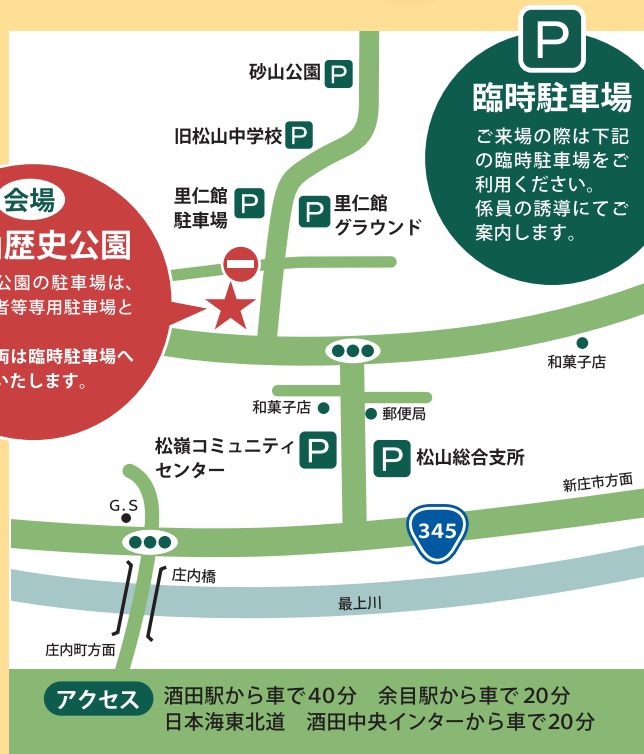 P
臨時駐車場
ご来場の際は下記
の臨時駐車場をご
利用ください。
係員の誘導にてご
案内します。
砂山公園 P
旧松山中学校 P
里仁館
駐車場 P
P 里仁館
グラウンド
会場
歴史公園
公園の駐車場は、
者等専用駐車場と
両は臨時駐車場へ
いたします。
和菓子店
和菓子店
郵便局
松嶺コミュニティ
センター P
P 松山総合支所
新庄市方面
G.S
345
庄内橋
最上川
庄内町方面
アクセス
酒田駅から車で40分　余目駅から車で20分
日本海東北道　酒田中央インターから車で20分